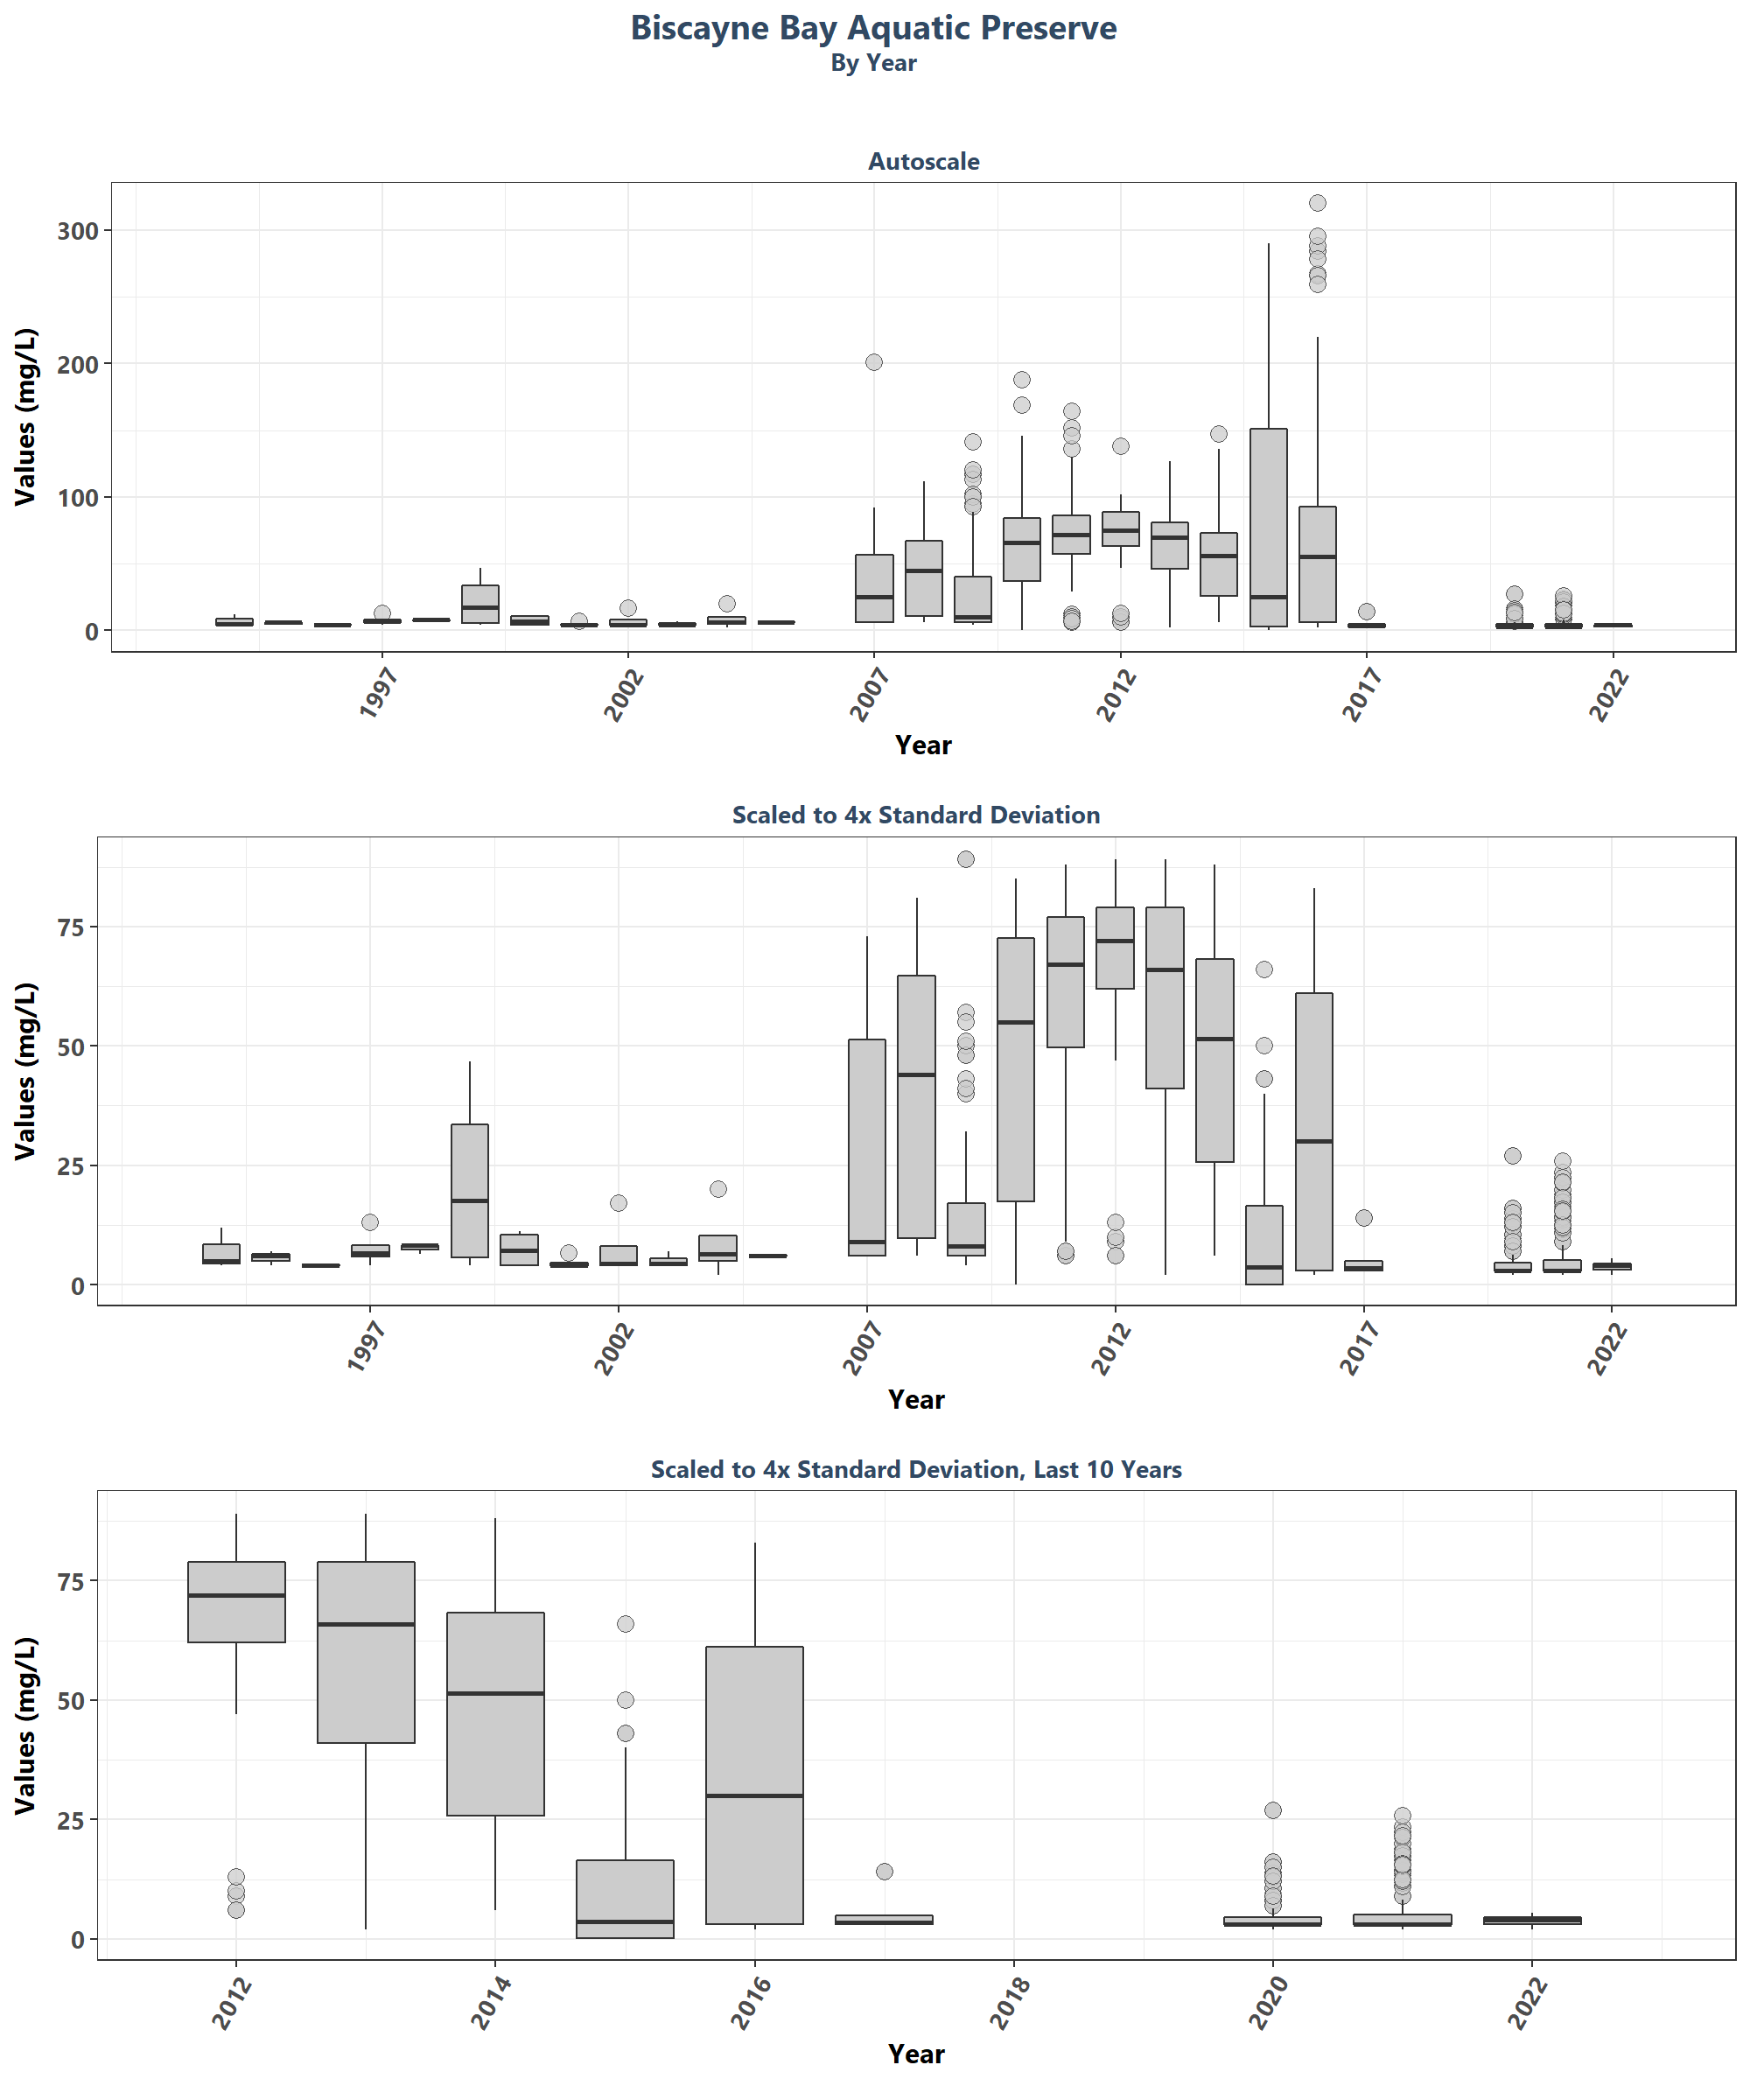 Biscayne Bay Aquatic Preserve
By Year
Autoscale
Values (mg/L)
300
200
100
0
1997
2002
2007
2012
2017
2022
Year
Scaled to 4x Standard Deviation
Values (mg/L)
75
50
25
0
1997
2002
2007
2012
2017
2022
Year
Scaled to 4x Standard Deviation, Last 10 Years
Values (mg/L)
75
50
25
0
2012
2014
2016
2018
2020
2022
Year